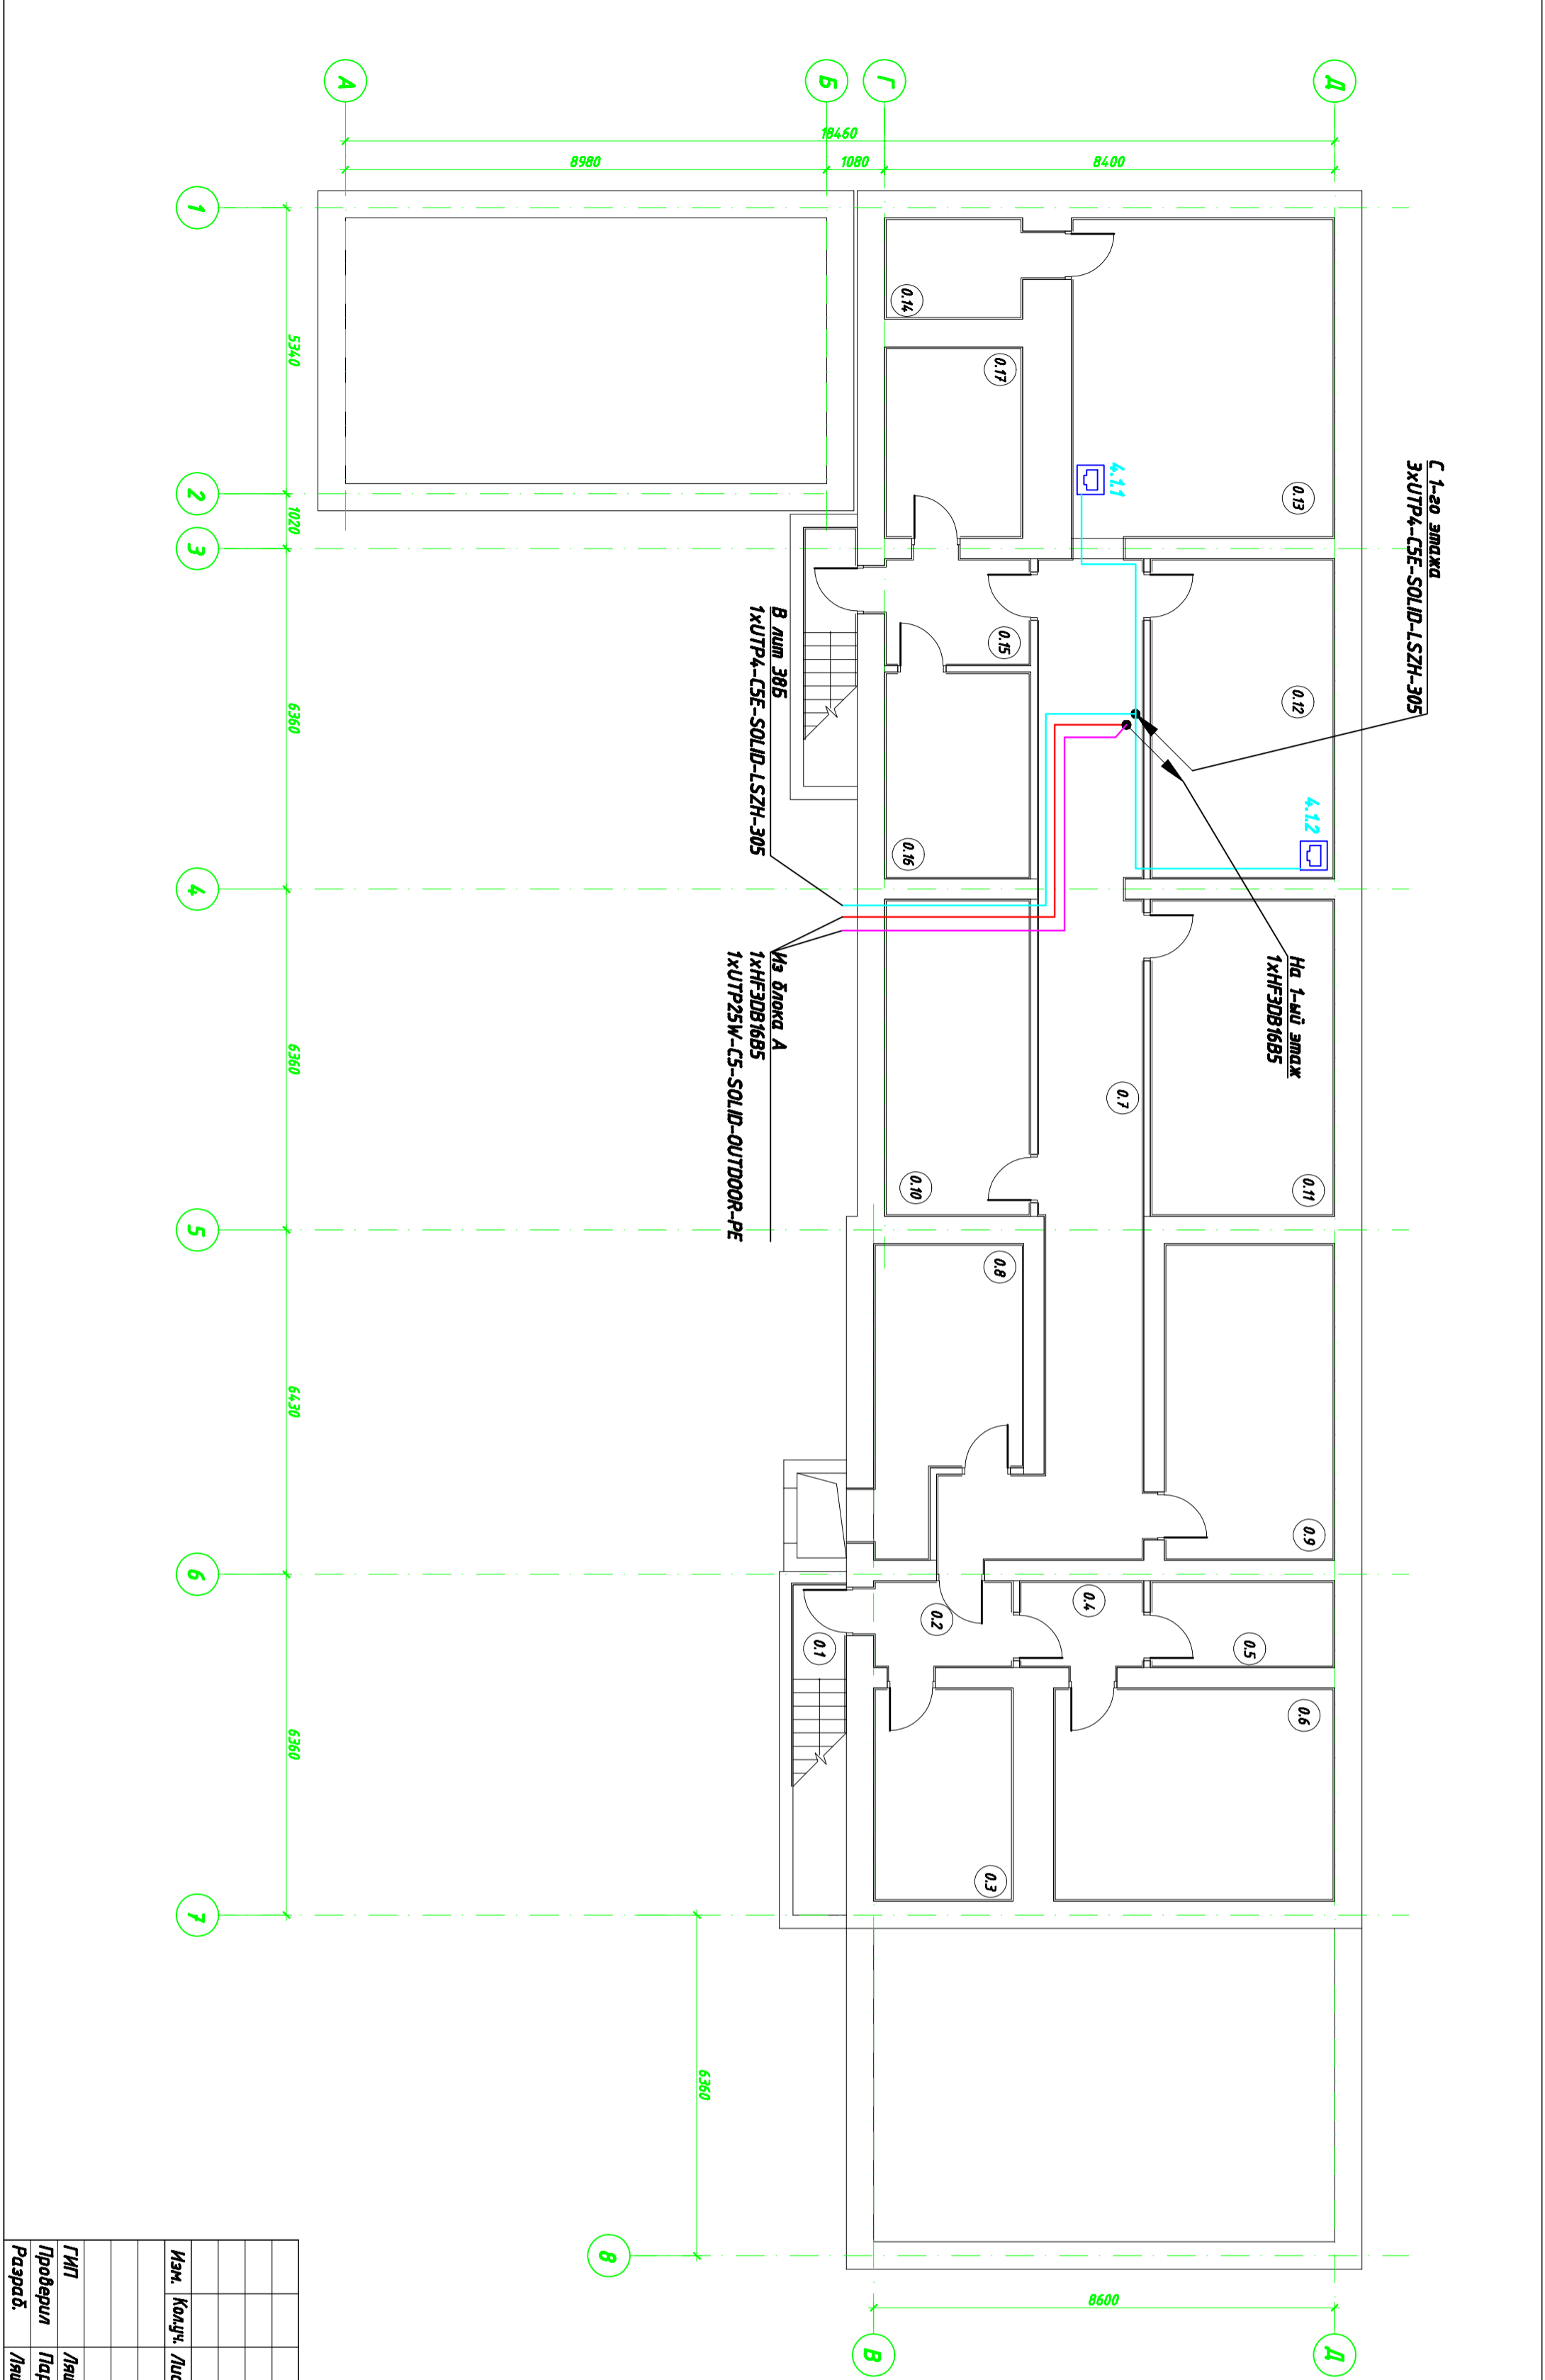 С 1-го этажа
3xUTP4-C5E-SOLID-LSZH-305
На 1-ый этаж
1xHF3DB16B5
В лит 38Б
1xUTP4-C5E-SOLID-LSZH-305
Из блока А
1xHF3DB16B5
1xUTP25W-C5-SOLID-OUTDOOR-PE
4.1.1
4.1.2
0.13
0.12
0.11
0.9
0.5
0.6
0.14
0.17
0.15
0.16
0.7
0.10
0.8
0.4
0.2
0.1
0.3
Д
Г
Б
А
18460
8400
1080
8980
8600
Д
В
5340
1020
6360
6360
6430
6360
6360
1
2
3
4
5
6
7
8
Изм.
Кол.уч.
ГИП
Проверил
Разраб.